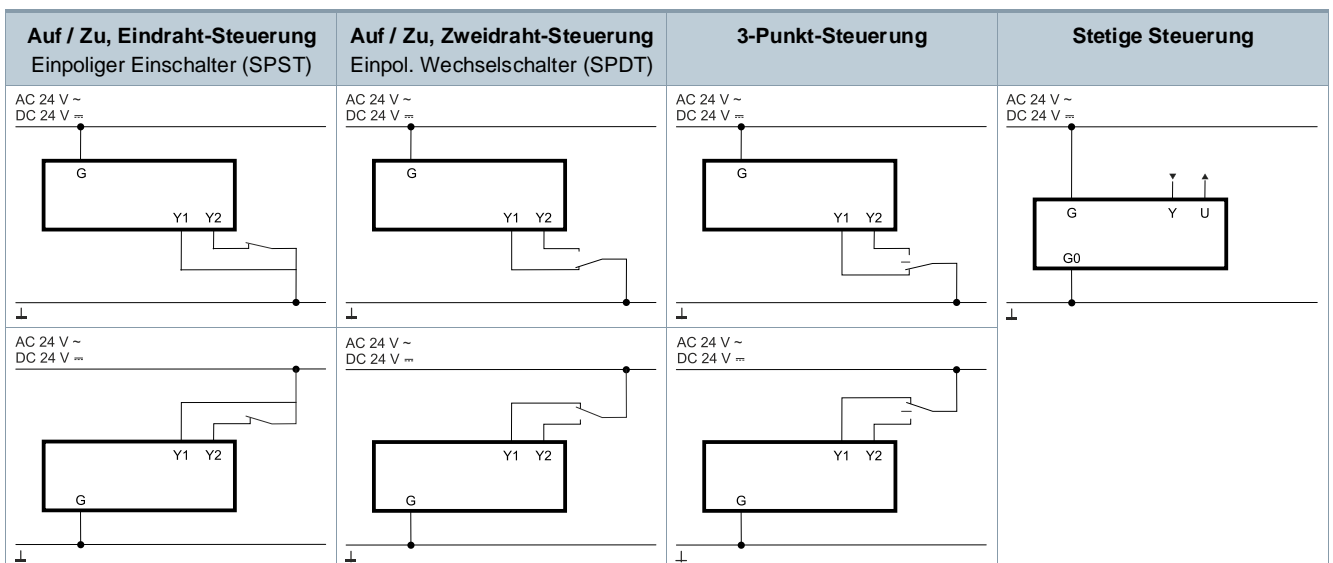 Auf / Zu, Eindraht-Steuerung
Einpoliger Einschalter (SPST)
Auf / Zu, Zweidraht-Steuerung
Einpol. Wechselschalter (SPDT)
3-Punkt-Steuerung
Stetige Steuerung
AC 24 V ~
DC 24 V ⎓
G
Y1 Y2
AC 24 V ~
DC 24 V ⎓
G
Y1 Y2
AC 24 V ~
DC 24 V ⎓
G
Y1 Y2
AC 24 V ~
DC 24 V ⎓
G Y U
G0
AC 24 V ~
DC 24 V ⎓
Y1 Y2
G
AC 24 V ~
DC 24 V ⎓
Y1 Y2
G
AC 24 V ~
DC 24 V ⎓
Y1 Y2
G